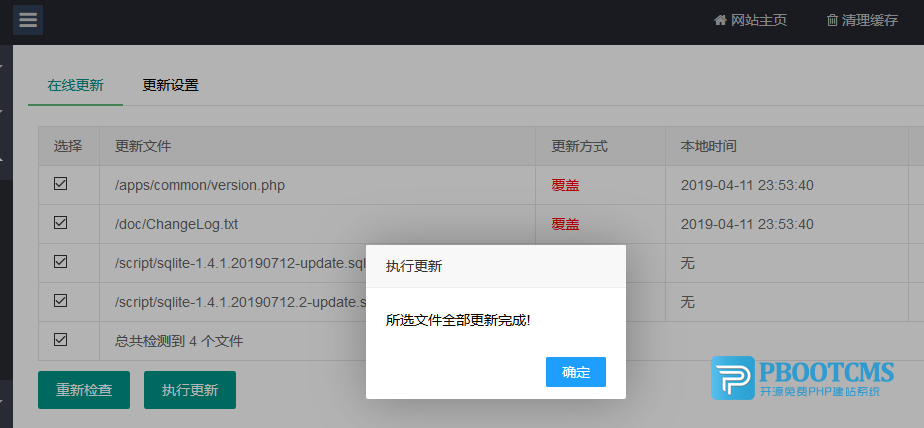 网站主页 清理缓存
在线更新 更新设置
选择 更新文件 更新方式 本地时间
/apps/common/version.php 覆盖 2019-04-11 23:53:40
/doc/ChangeLog.txt 覆盖 2019-04-11 23:53:40
/script/sqlite-1.4.1.20190712-update.sql 无
/script/sqlite-1.4.1.20190712.2-update.s 无
总共检测到 4 个文件
重新检查 执行更新
执行更新
所选文件全部更新完成!
确定
PBOOTCMS
开源免费PHP建站系统